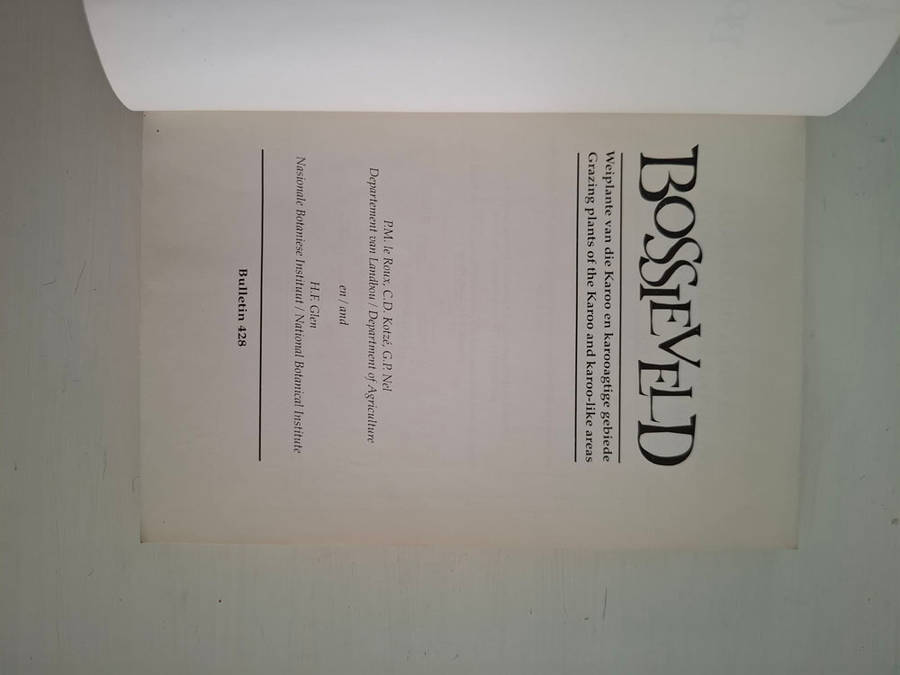 BOSSIEVELD
Weiplante van die Karoo en karooagtige gebiede
Grazing plants of the Karoo and karoo-like areas
P.M. le Roux, C.D. Kotzé, G.P. Nel
Departement van Landbou / Department of Agriculture
en / and
H.F. Glen
Nasionale Botaniese Instituut / National Botanical Institute
Bulletin 428